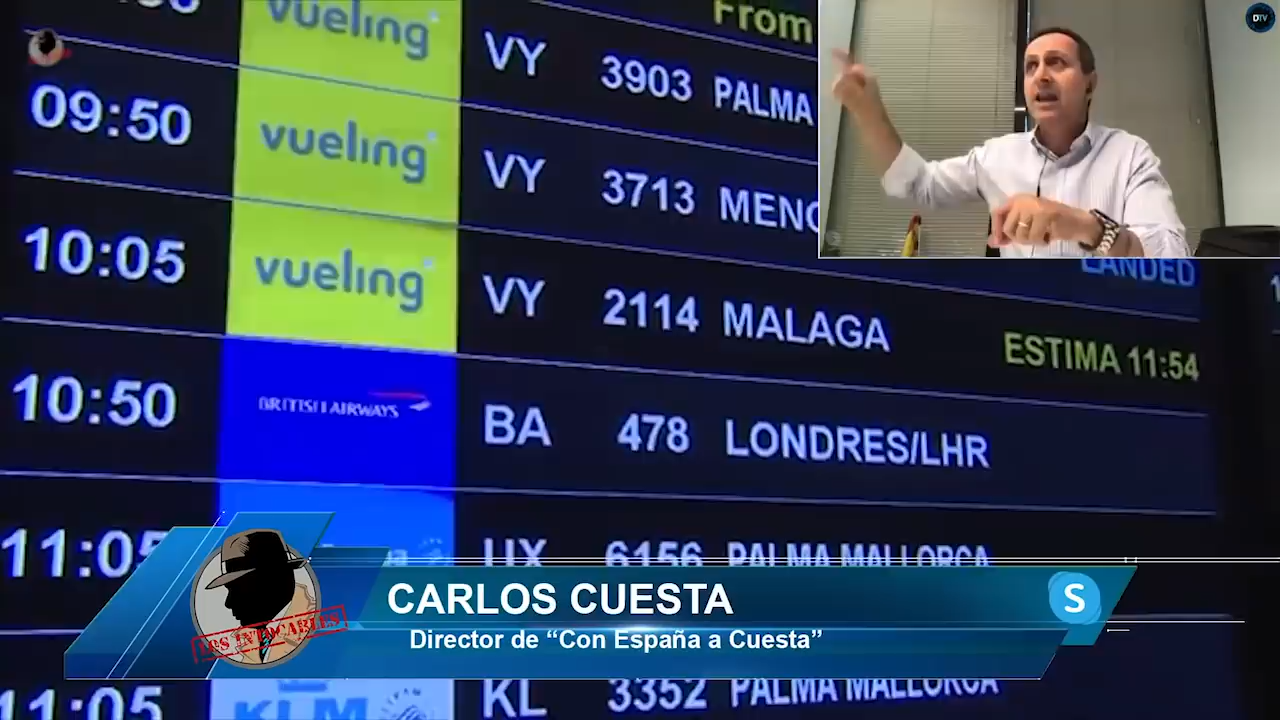 vueling VY 3903 PALMA
From
DTV
09:50 vueling VY 3713
LANDED
10:05 vueling VY 2114 MALAGA ESTIMA 11:54
10:50 BRITISH AIRWAYS BA 478 LONDRES/LHR
11:05 UX 6156 PALMA MALLORCA
11:05 KLM KL 3352 PALMA MALLORCA
LOS INTOCABLES
CARLOS CUESTA
Director de “Con España a Cuesta”
S